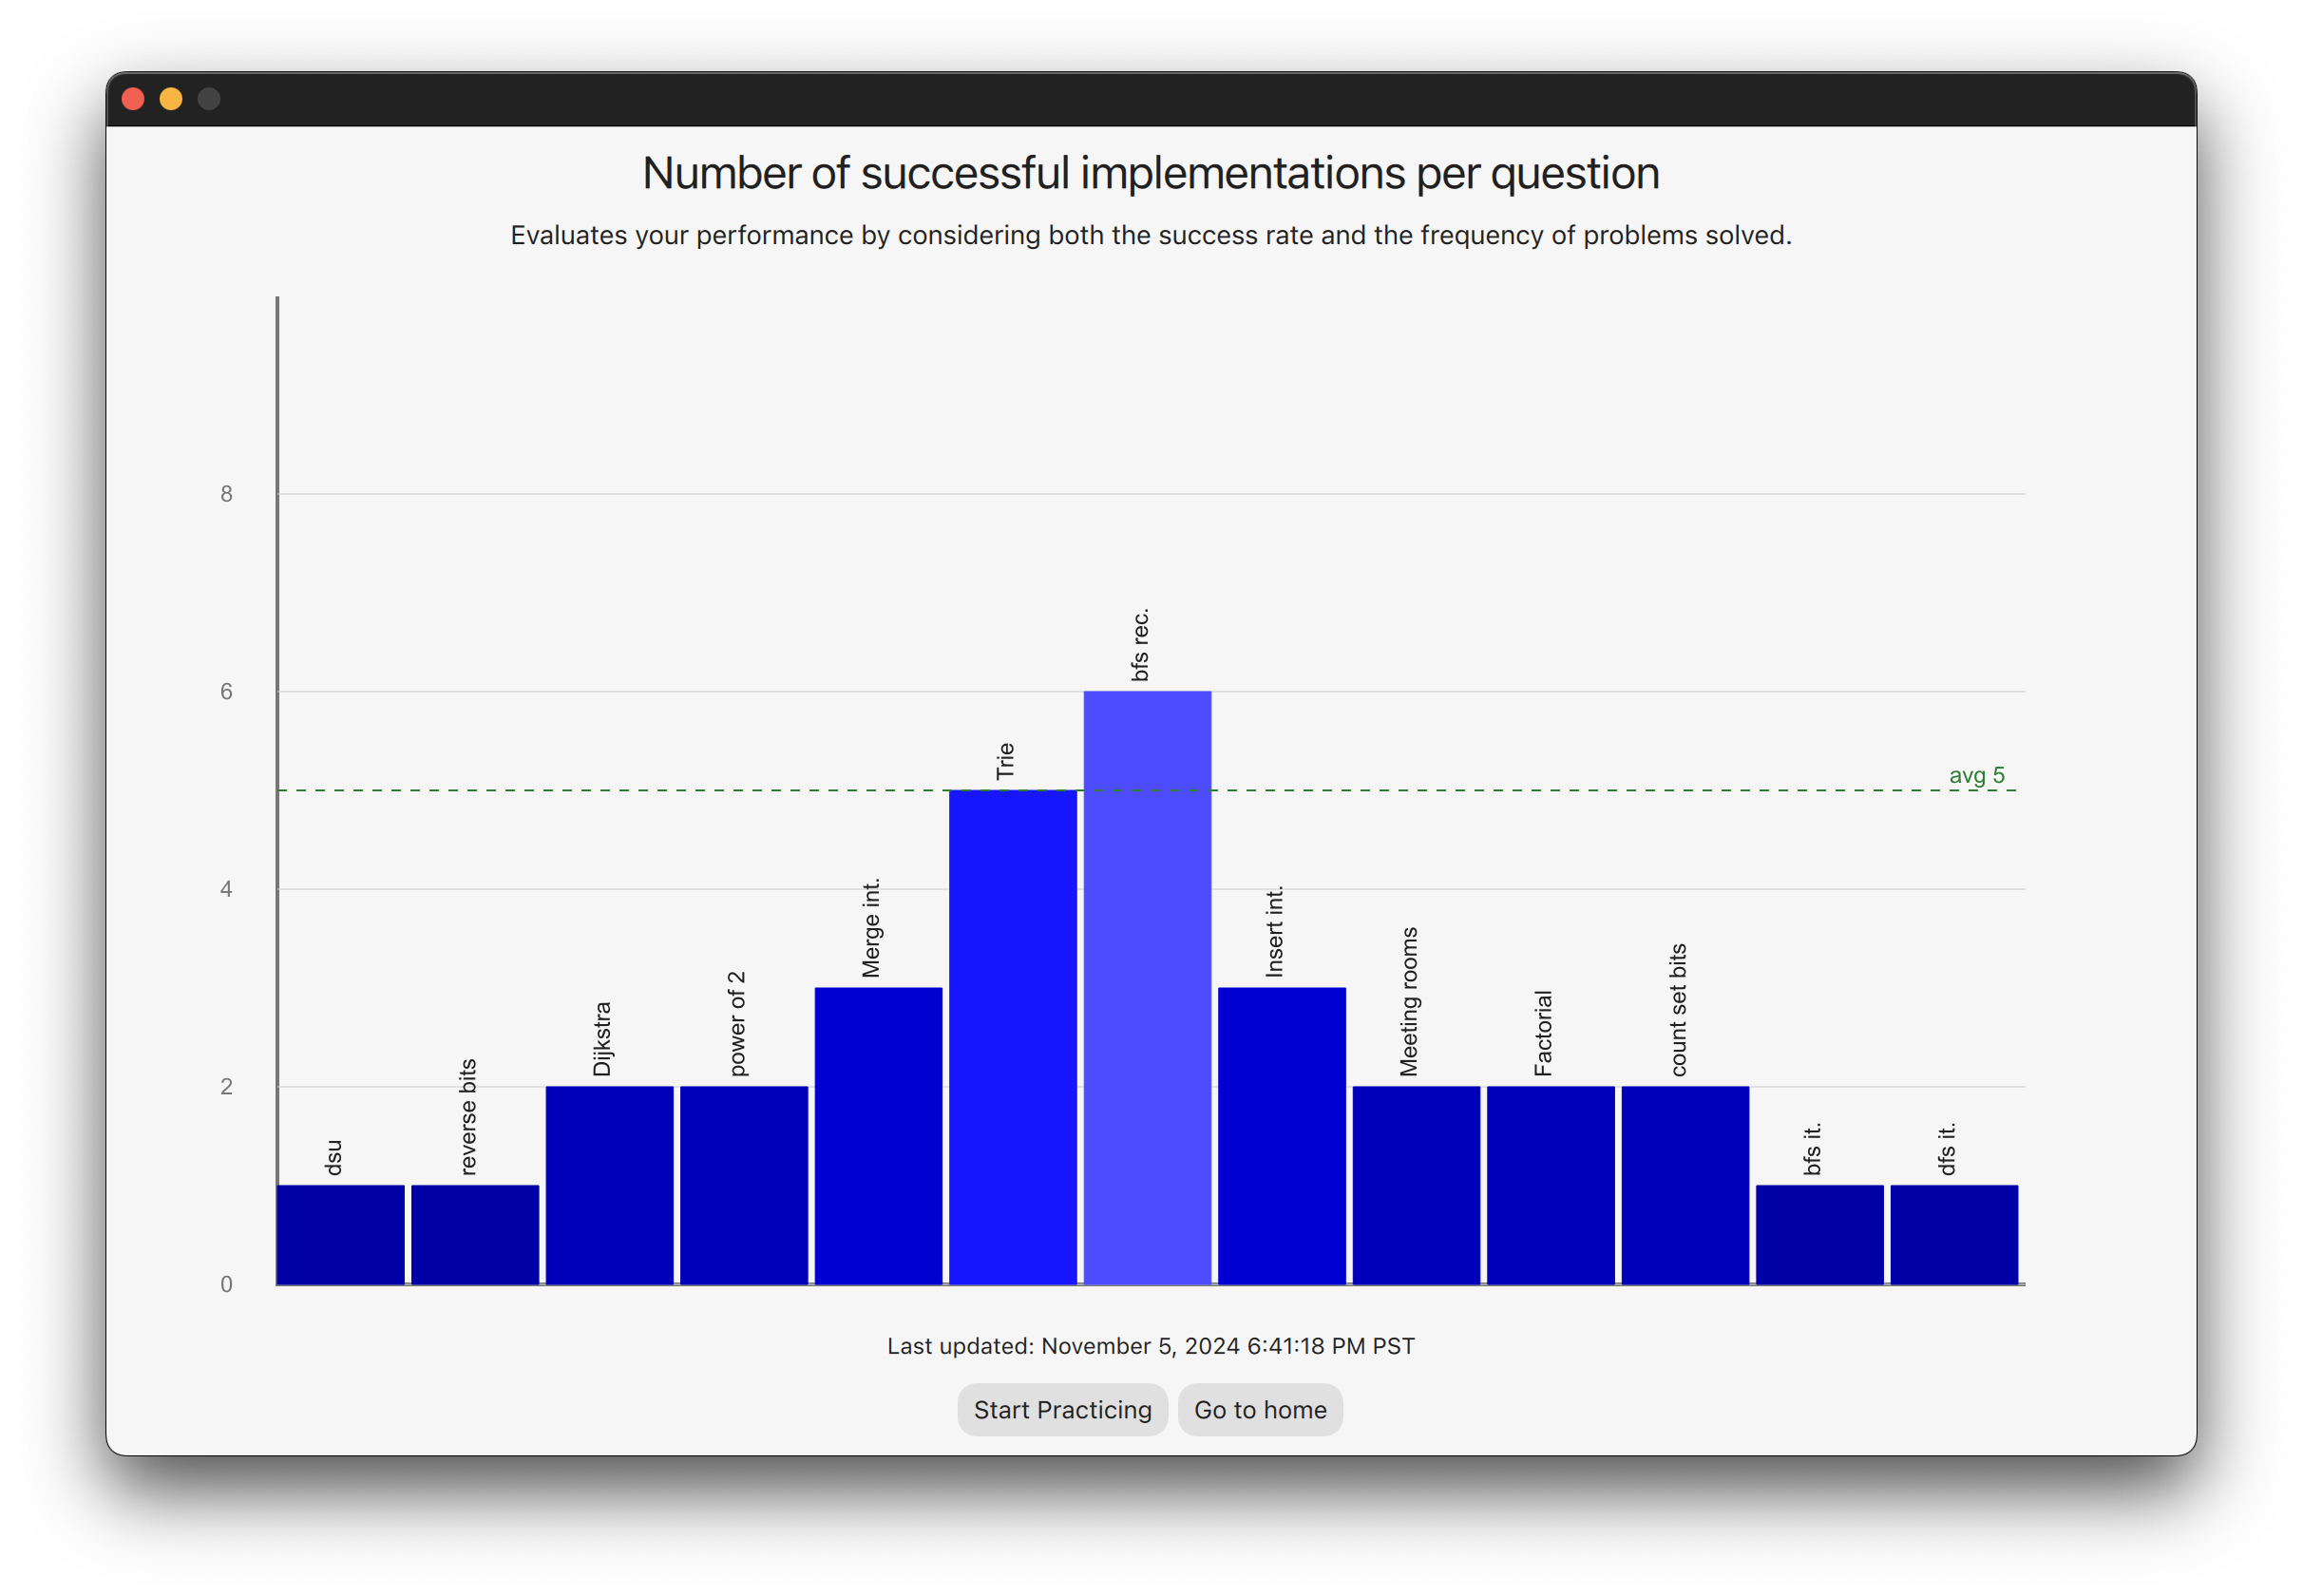 Number of successful implementations per question
Evaluates your performance by considering both the success rate and the frequency of problems solved.
8
6
4
2
0
avg 5
dsu
reverse bits
Dijkstra
power of 2
Merge int.
Trie
bfs rec.
Insert int.
Meeting rooms
Factorial
count set bits
bfs it.
dfs it.
Last updated: November 5, 2024 6:41:18 PM PST
Start Practicing
Go to home